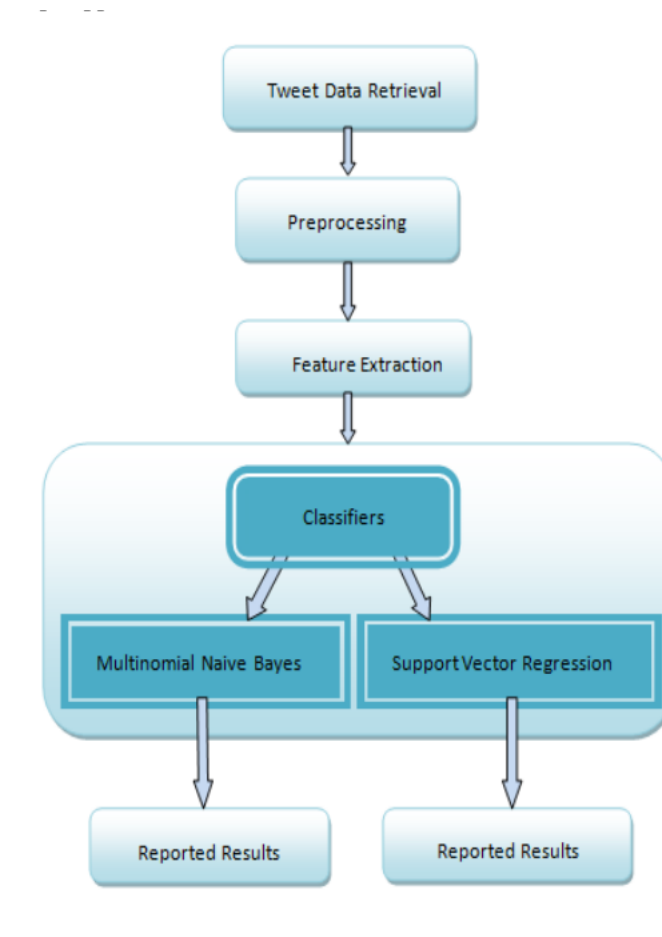 Tweet Data Retrieval
Preprocessing
Feature Extraction
Classifiers
Multinomial Naive Bayes
Support Vector Regression
Reported Results
Reported Results